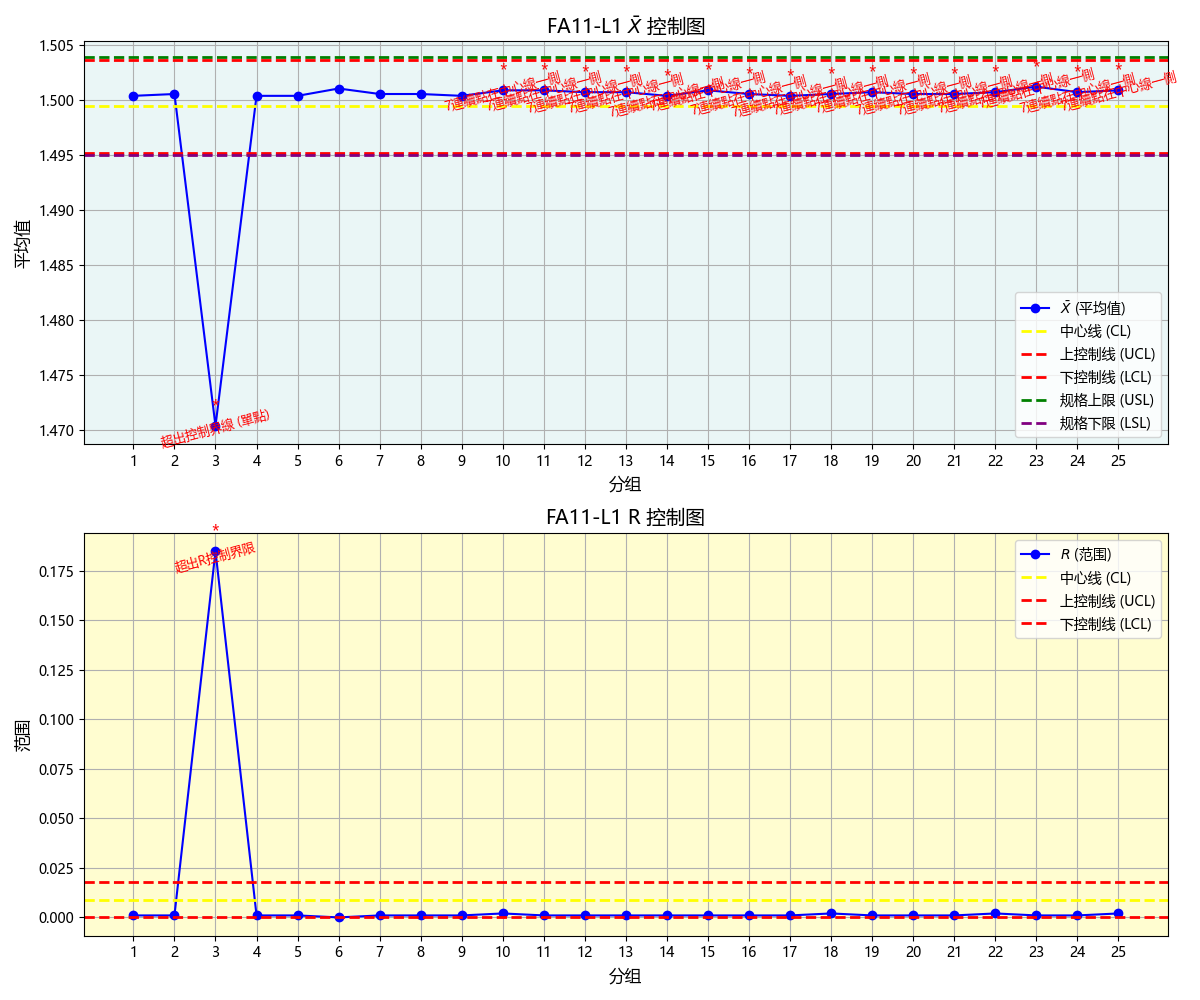 FA11-L1 X̄ 控制图
1.505
1.500
1.495
1.490
1.485
1.480
1.475
1.470
平均值
* * * * * * * * * * * * * * * *
*
超出控制界線 (單點)
X̄ (平均值)
中心线 (CL)
上控制线 (UCL)
下控制线 (LCL)
规格上限 (USL)
规格下限 (LSL)
1 2 3 4 5 6 7 8 9 10 11 12 13 14 15 16 17 18 19 20 21 22 23 24 25
分组
FA11-L1 R 控制图
0.175
0.150
0.125
0.100
0.075
0.050
0.025
0.000
范围
*
超出R控制界限
R (范围)
中心线 (CL)
上控制线 (UCL)
下控制线 (LCL)
1 2 3 4 5 6 7 8 9 10 11 12 13 14 15 16 17 18 19 20 21 22 23 24 25
分组